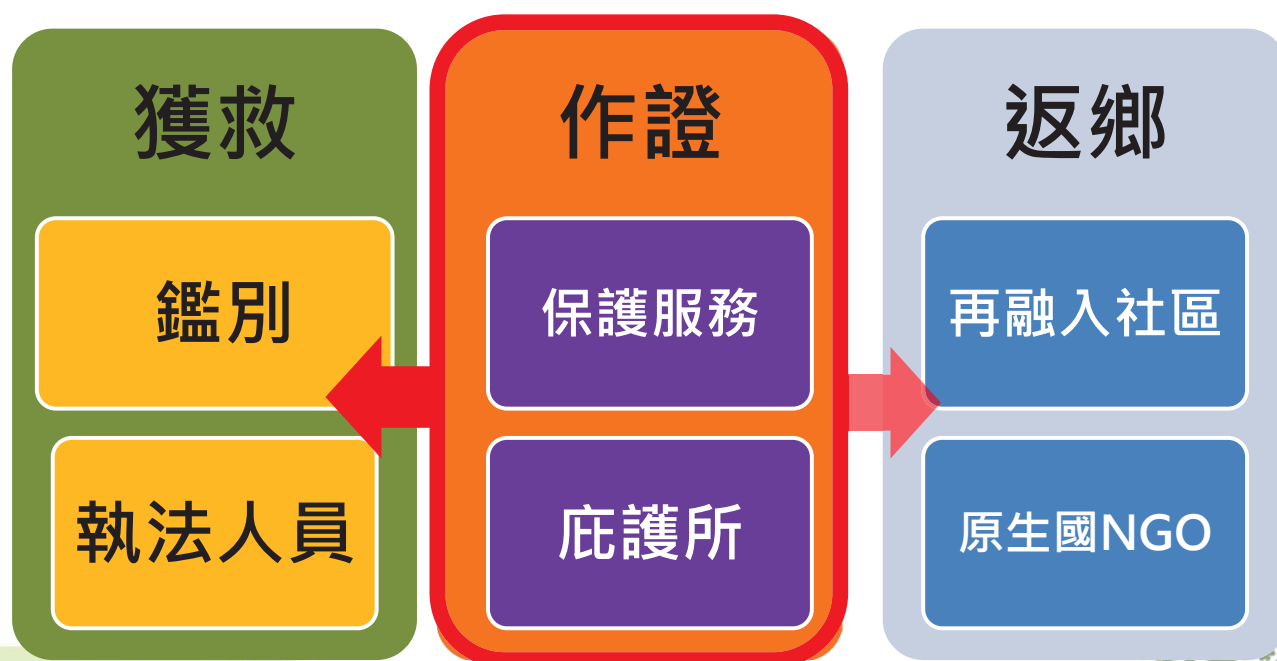 獲救
鑑別
執法人員
作證
保護服務
庇護所
返鄉
再融入社區
原生國NGO